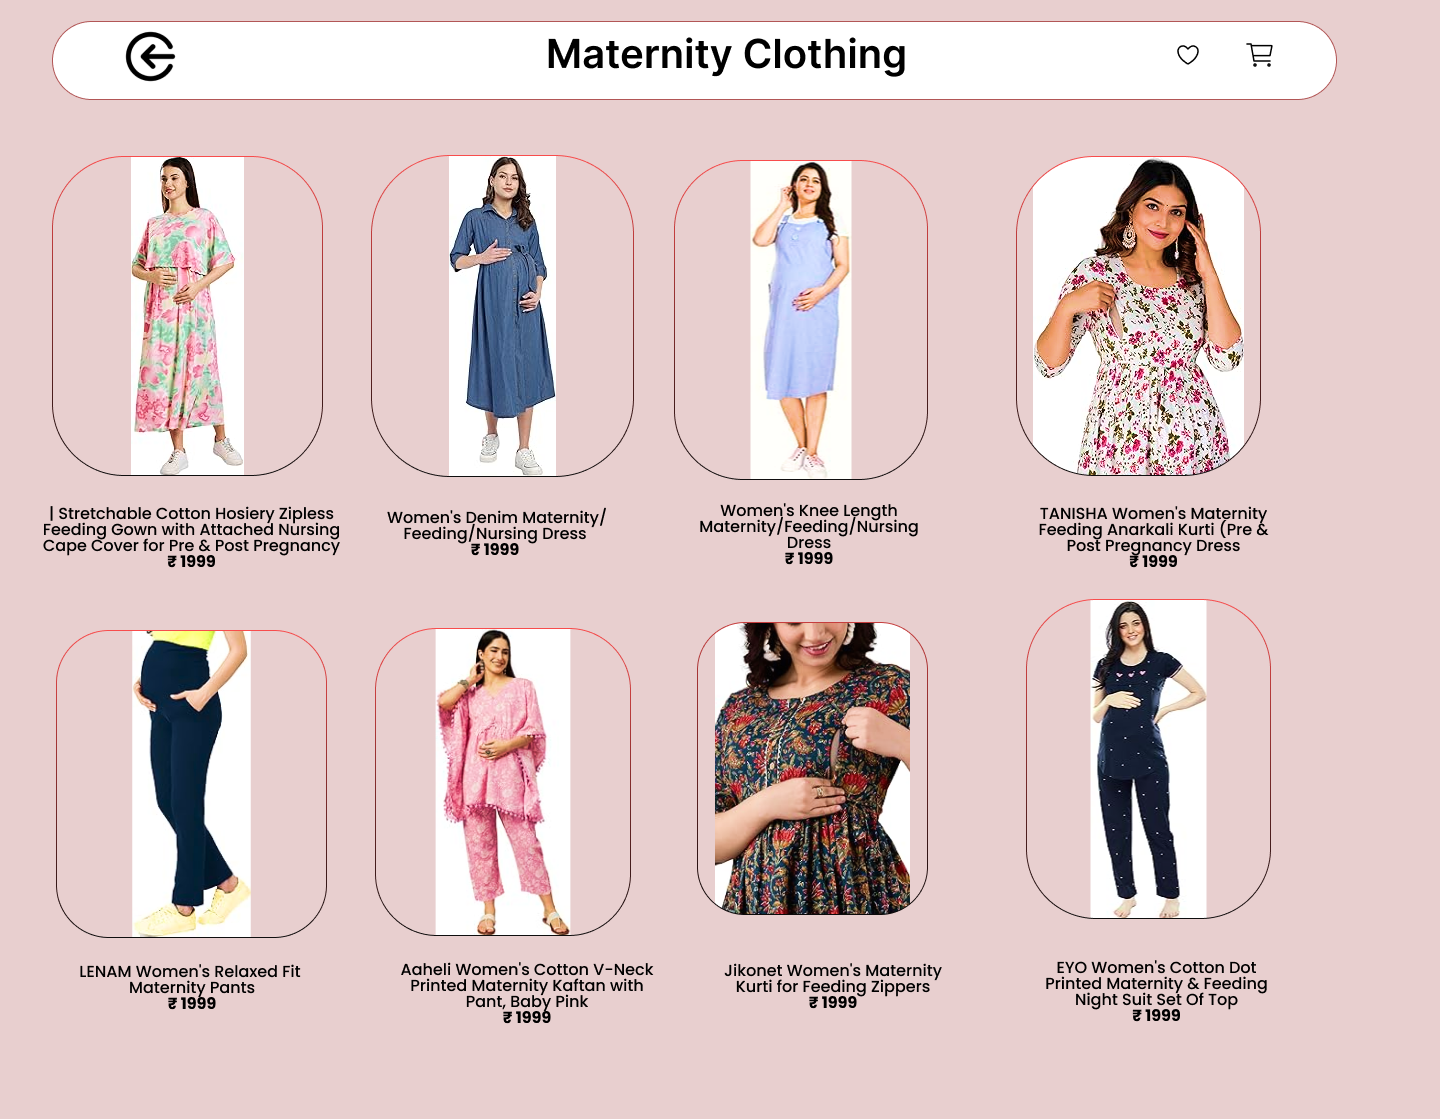 Maternity Clothing
| Stretchable Cotton Hosiery Zipless
Feeding Gown with Attached Nursing
Cape Cover for Pre & Post Pregnancy
₹ 1999
Women's Denim Maternity/
Feeding/Nursing Dress
₹ 1999
Women's Knee Length
Maternity/Feeding/Nursing
Dress
₹ 1999
TANISHA Women's Maternity
Feeding Anarkali Kurti (Pre &
Post Pregnancy Dress
₹ 1999
LENAM Women's Relaxed Fit
Maternity Pants
₹ 1999
Aaheli Women's Cotton V-Neck
Printed Maternity Kaftan with
Pant, Baby Pink
₹ 1999
Jikonet Women's Maternity
Kurti for Feeding Zippers
₹ 1999
EYO Women's Cotton Dot
Printed Maternity & Feeding
Night Suit Set Of Top
₹ 1999